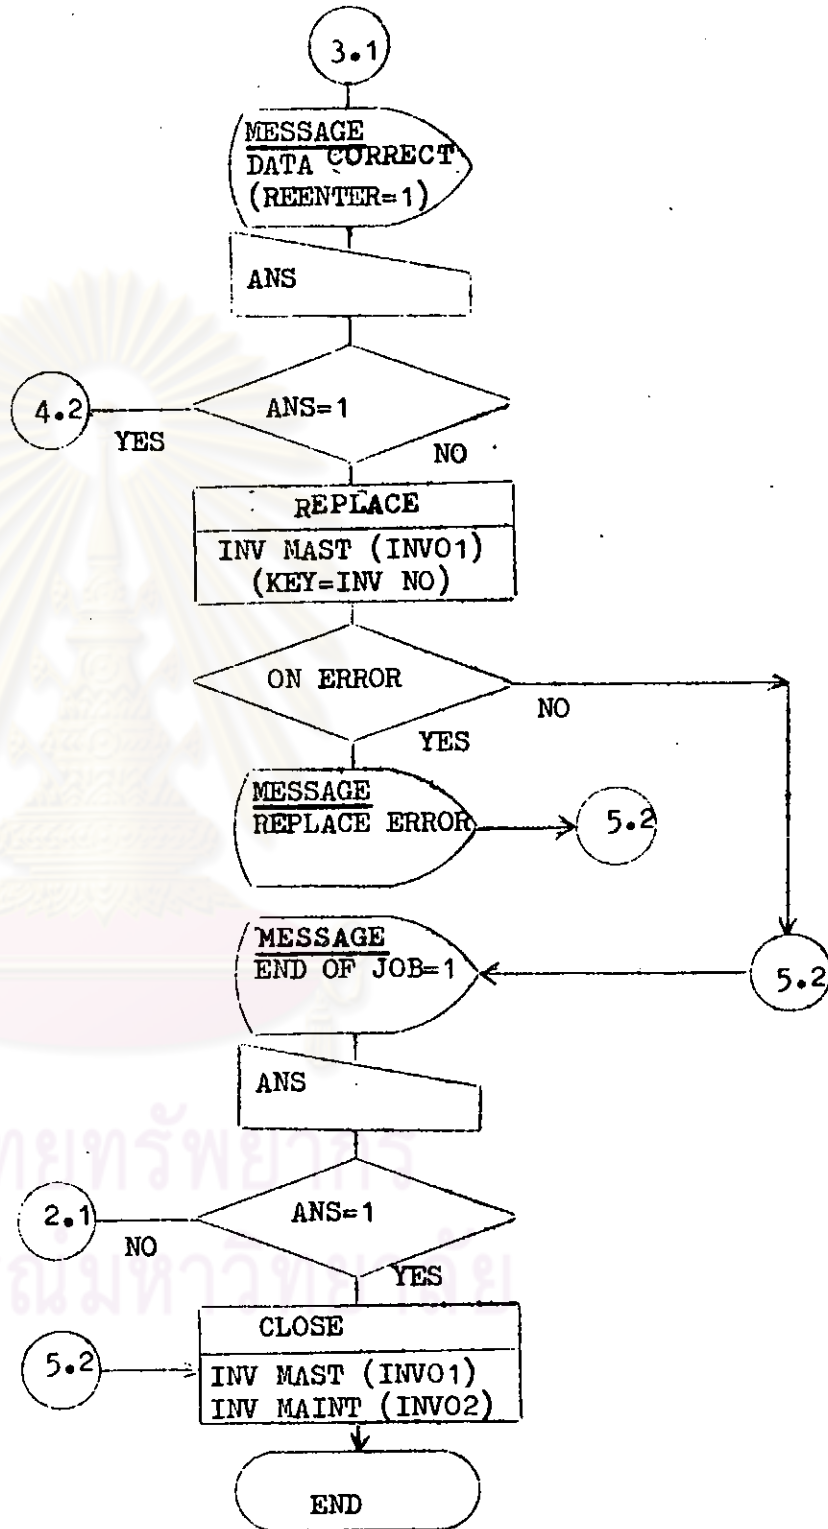 3.1
MESSAGE
DATA CORRECT
(REENTER=1)
ANS
4.2
ANS=1
YES
NO
REPLACE
INV MAST (INV01)
(KEY=INV NO)
ON ERROR
NO
YES
MESSAGE
REPLACE ERROR
5.2
MESSAGE
END OF JOB=1
5.2
ANS
2.1
ANS=1
NO
YES
CLOSE
5.2
INV MAST (INV01)
INV MAINT (INV02)
END